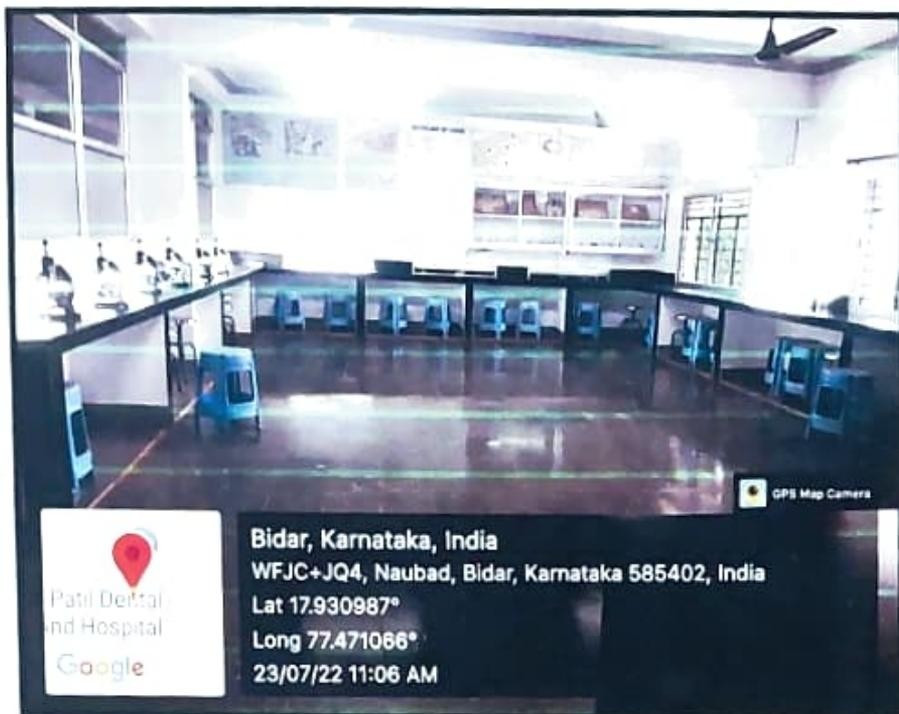 GPS Map Camera
Patil Dental
nd Hospital
Google
Bidar, Karnataka, India
WFJC+JQ4, Naubad, Bidar, Karnataka 585402, India
Lat 17.930987°
Long 77.471066°
23/07/22 11:06 AM